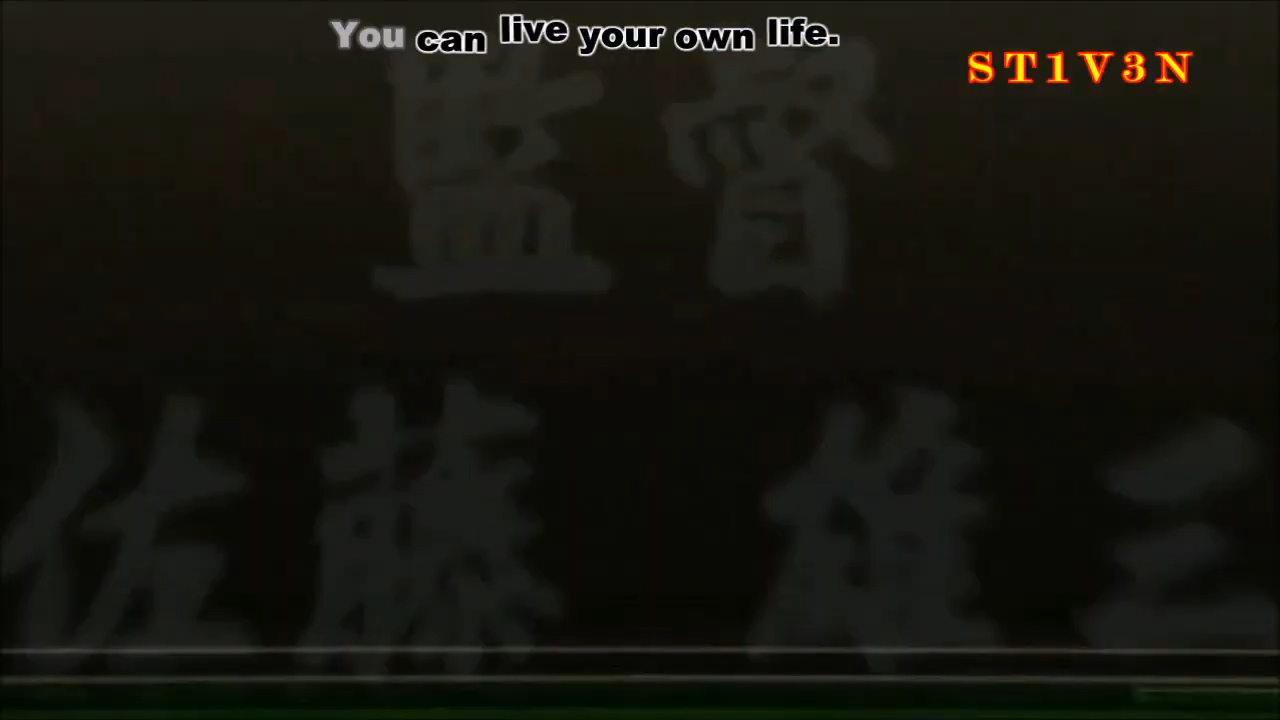 You can live your own life.
ST1V3N
監督
佐藤 雄三